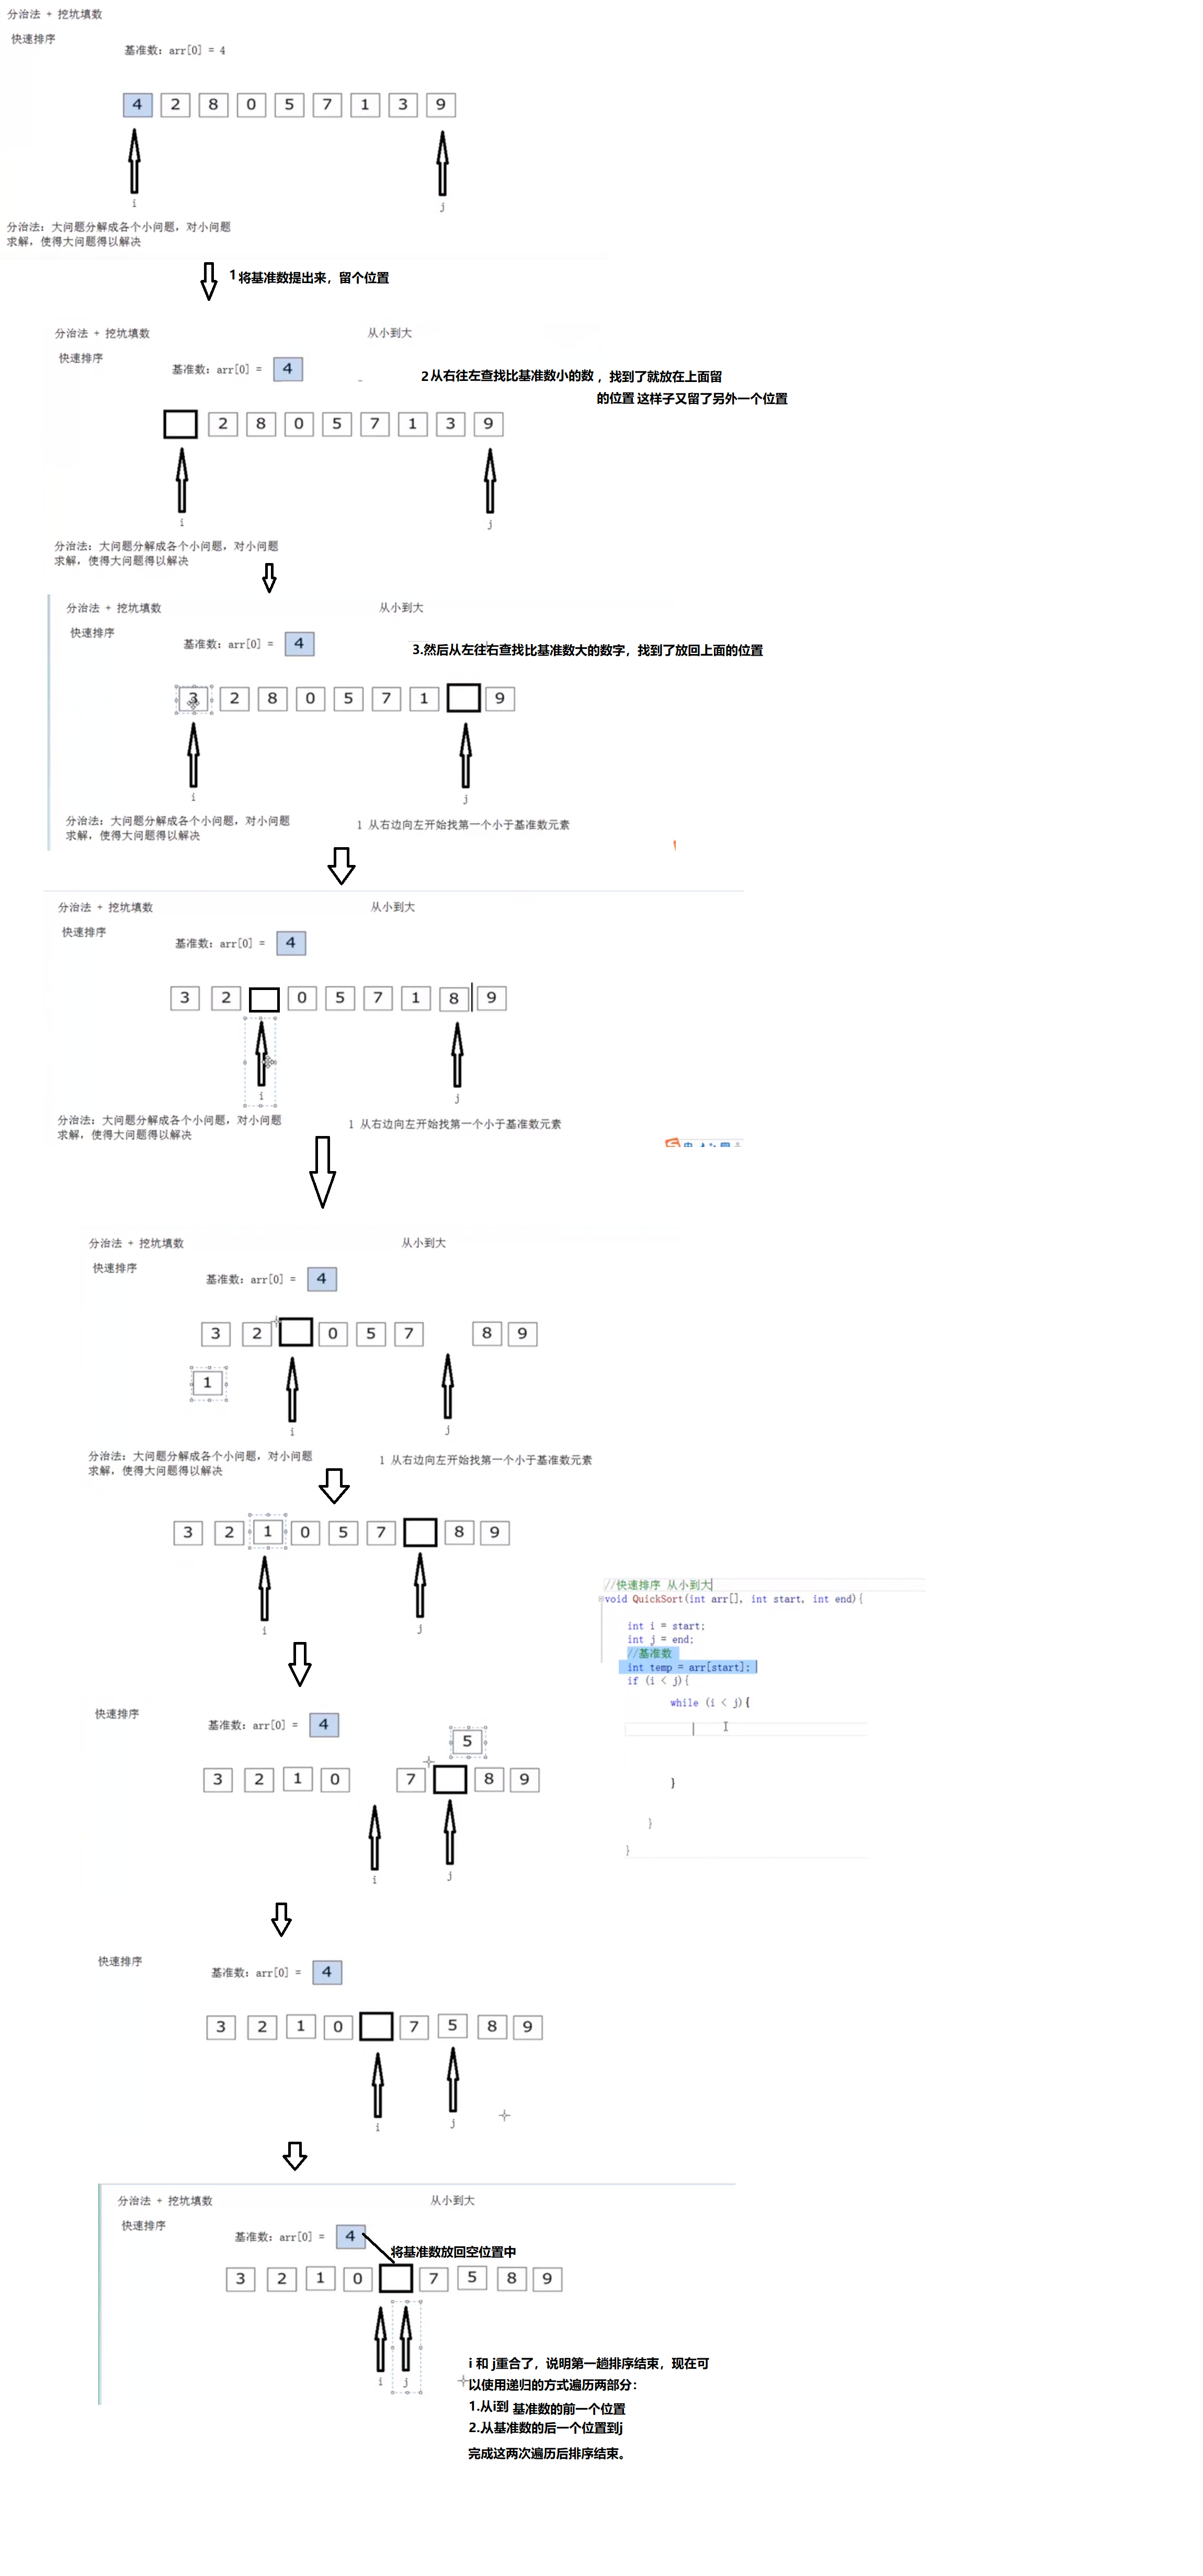 分治法 + 挖坑填数
快速排序
基准数: arr[0] = 4
4 2 8 0 5 7 1 3 9
i j
分治法: 大问题分解成各个小问题, 对小问题
求解, 使得大问题得以解决
1 将基准数提出来，留个位置
分治法 + 挖坑填数 从小到大
快速排序
基准数: arr[0] = 4
2从右往左查找比基准数小的数，找到了就放在上面留
的位置 这样子又留了另外一个位置
2 8 0 5 7 1 3 9
i j
分治法: 大问题分解成各个小问题, 对小问题
求解, 使得大问题得以解决
分治法 + 挖坑填数 从小到大
快速排序
基准数: arr[0] = 4
3.然后从左往右查找比基准数大的数字，找到了放回上面的位置
3 2 8 0 5 7 1 9
i j
分治法: 大问题分解成各个小问题, 对小问题
求解, 使得大问题得以解决
1 从右边向左开始找第一个小于基准数元素
分治法 + 挖坑填数 从小到大
快速排序
基准数: arr[0] = 4
3 2 0 5 7 1 8 9
i j
分治法: 大问题分解成各个小问题, 对小问题
求解, 使得大问题得以解决
1 从右边向左开始找第一个小于基准数元素
中
分治法 + 挖坑填数 从小到大
快速排序
基准数: arr[0] = 4
3 2 0 5 7 8 9
1
i j
分治法: 大问题分解成各个小问题, 对小问题
求解, 使得大问题得以解决
1 从右边向左开始找第一个小于基准数元素
3 2 1 0 5 7 8 9
i j
//快速排序 从小到大
void QuickSort(int arr[], int start, int end){
int i = start;
int j = end;
//基准数
int temp = arr[start];
if (i < j){
while (i < j){
}
}
}
快速排序
基准数: arr[0] = 4
5
3 2 1 0 7 8 9
i j
快速排序
基准数: arr[0] = 4
3 2 1 0 7 5 8 9
i j
分治法 + 挖坑填数 从小到大
快速排序
基准数: arr[0] = 4
将基准数放回空位置中
3 2 1 0 7 5 8 9
i j
i 和 j重合了，说明第一趟排序结束，现在可
以使用递归的方式遍历两部分：
1.从i到 基准数的前一个位置
2.从基准数的后一个位置到j
完成这两次遍历后排序结束。